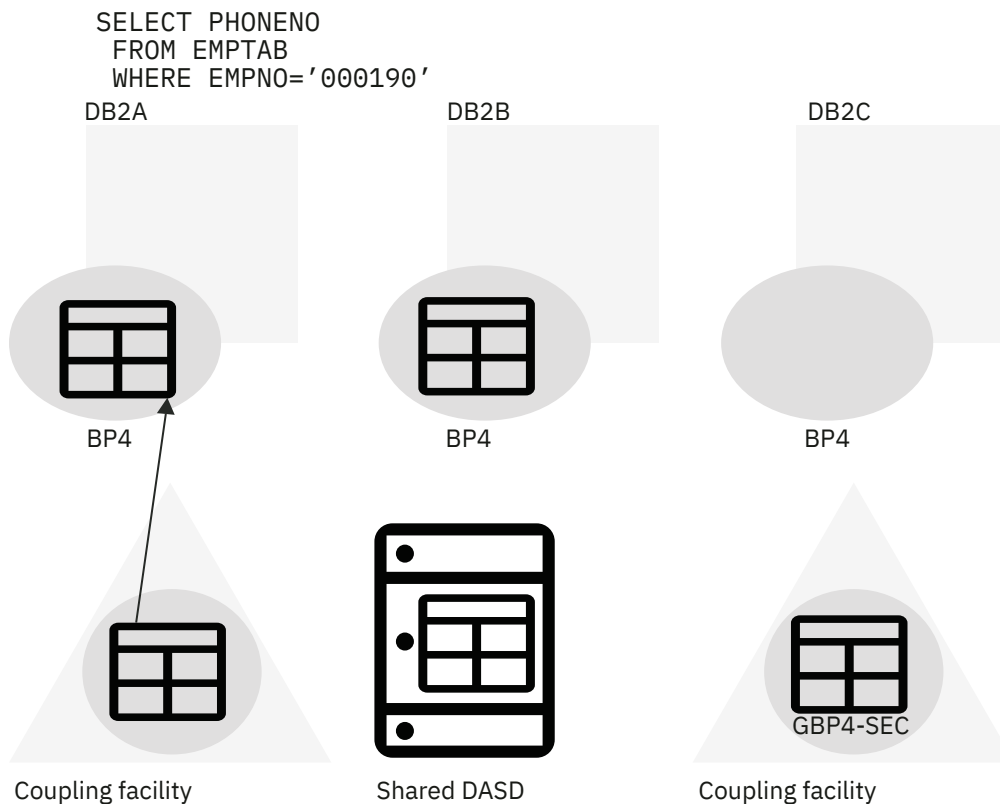 SELECT PHONENO
FROM EMPTAB
WHERE EMPNO=’000190’
DB2A
DB2B
DB2C
BP4
BP4
BP4
GBP4-SEC
Coupling facility
Shared DASD
Coupling facility